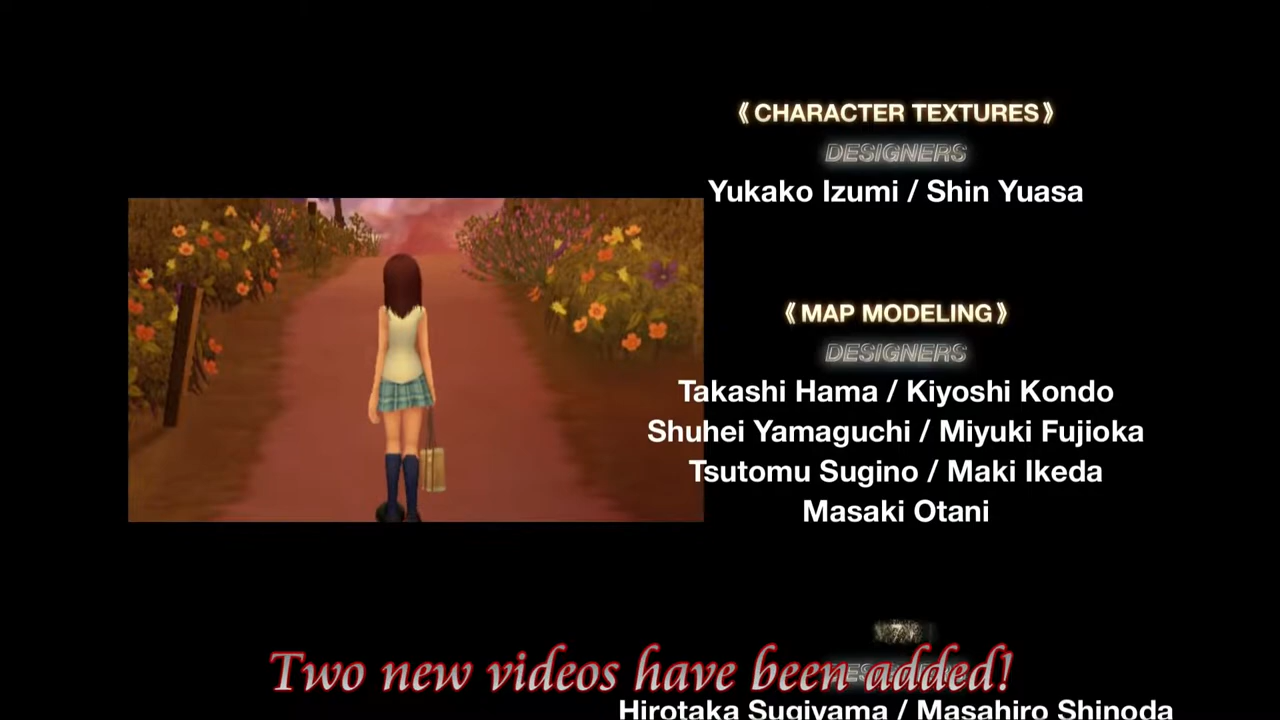 《CHARACTER TEXTURES》
DESIGNERS
Yukako Izumi / Shin Yuasa
《MAP MODELING》
DESIGNERS
Takashi Hama / Kiyoshi Kondo
Shuhei Yamaguchi / Miyuki Fujioka
Tsutomu Sugino / Maki Ikeda
Masaki Otani
Two new videos have been added!
Hirotaka Sugiyama / Masahiro Shinoda